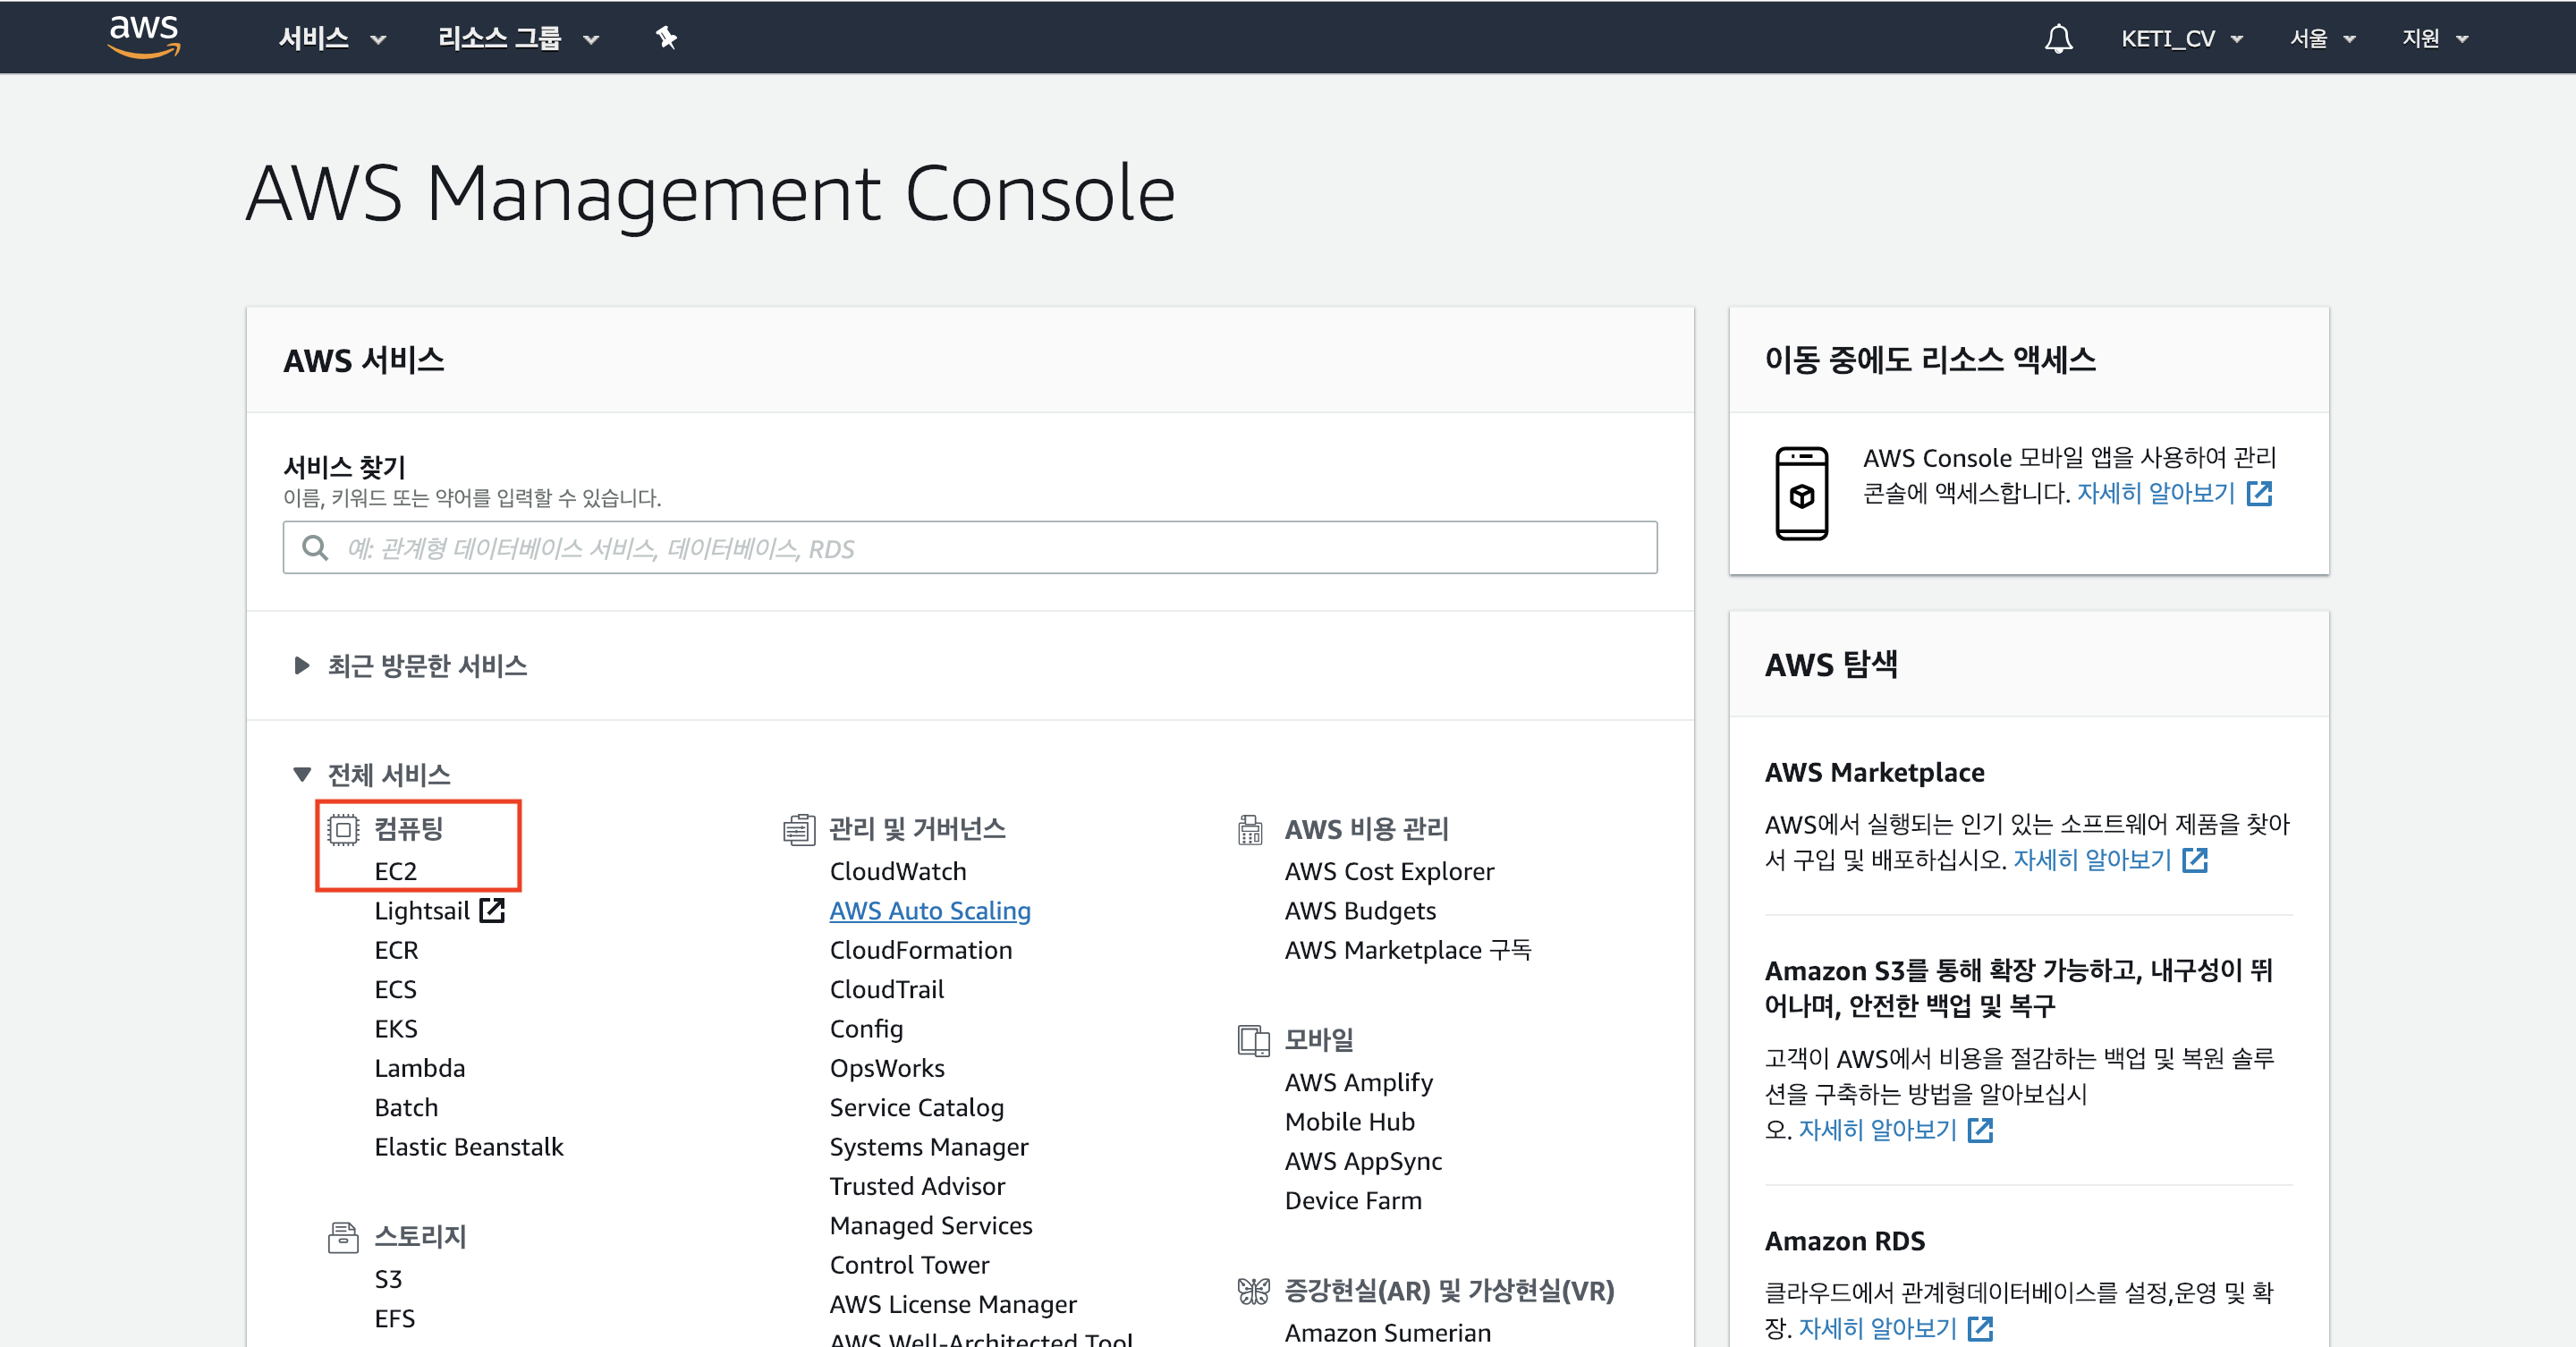 aws
서비스
리소스 그룹
KETI_CV
서울
지원
AWS Management Console
AWS 서비스
서비스 찾기
이름, 키워드 또는 약어를 입력할 수 있습니다.
예: 관계형 데이터베이스 서비스, 데이터베이스, RDS
최근 방문한 서비스
전체 서비스
컴퓨팅
EC2
Lightsail
ECR
ECS
EKS
Lambda
Batch
Elastic Beanstalk
스토리지
S3
EFS
관리 및 거버넌스
CloudWatch
AWS Auto Scaling
CloudFormation
CloudTrail
Config
OpsWorks
Service Catalog
Systems Manager
Trusted Advisor
Managed Services
Control Tower
AWS License Manager
AWS Well-Architected Tool
AWS 비용 관리
AWS Cost Explorer
AWS Budgets
AWS Marketplace 구독
모바일
AWS Amplify
Mobile Hub
AWS AppSync
Device Farm
증강현실(AR) 및 가상현실(VR)
Amazon Sumerian
이동 중에도 리소스 액세스
AWS Console 모바일 앱을 사용하여 관리
콘솔에 액세스합니다. 자세히 알아보기
AWS 탐색
AWS Marketplace
AWS에서 실행되는 인기 있는 소프트웨어 제품을 찾아
서 구입 및 배포하십시오. 자세히 알아보기
Amazon S3를 통해 확장 가능하고, 내구성이 뛰
어나며, 안전한 백업 및 복구
고객이 AWS에서 비용을 절감하는 백업 및 복원 솔루
션을 구축하는 방법을 알아보십시
오. 자세히 알아보기
Amazon RDS
클라우드에서 관계형데이터베이스를 설정,운영 및 확
장. 자세히 알아보기